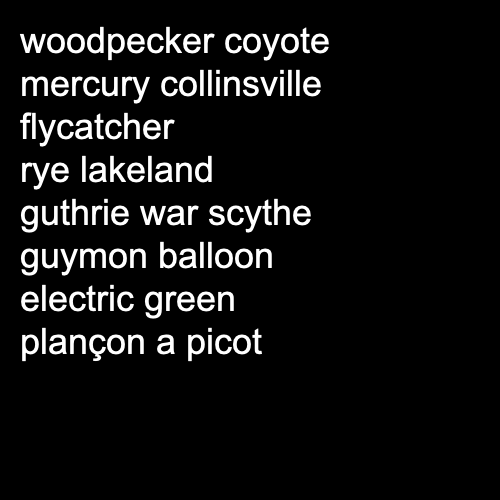 woodpecker coyote
mercury collinsville
flycatcher
rye lakeland
guthrie war scythe
guymon balloon
electric green
plançon a picot